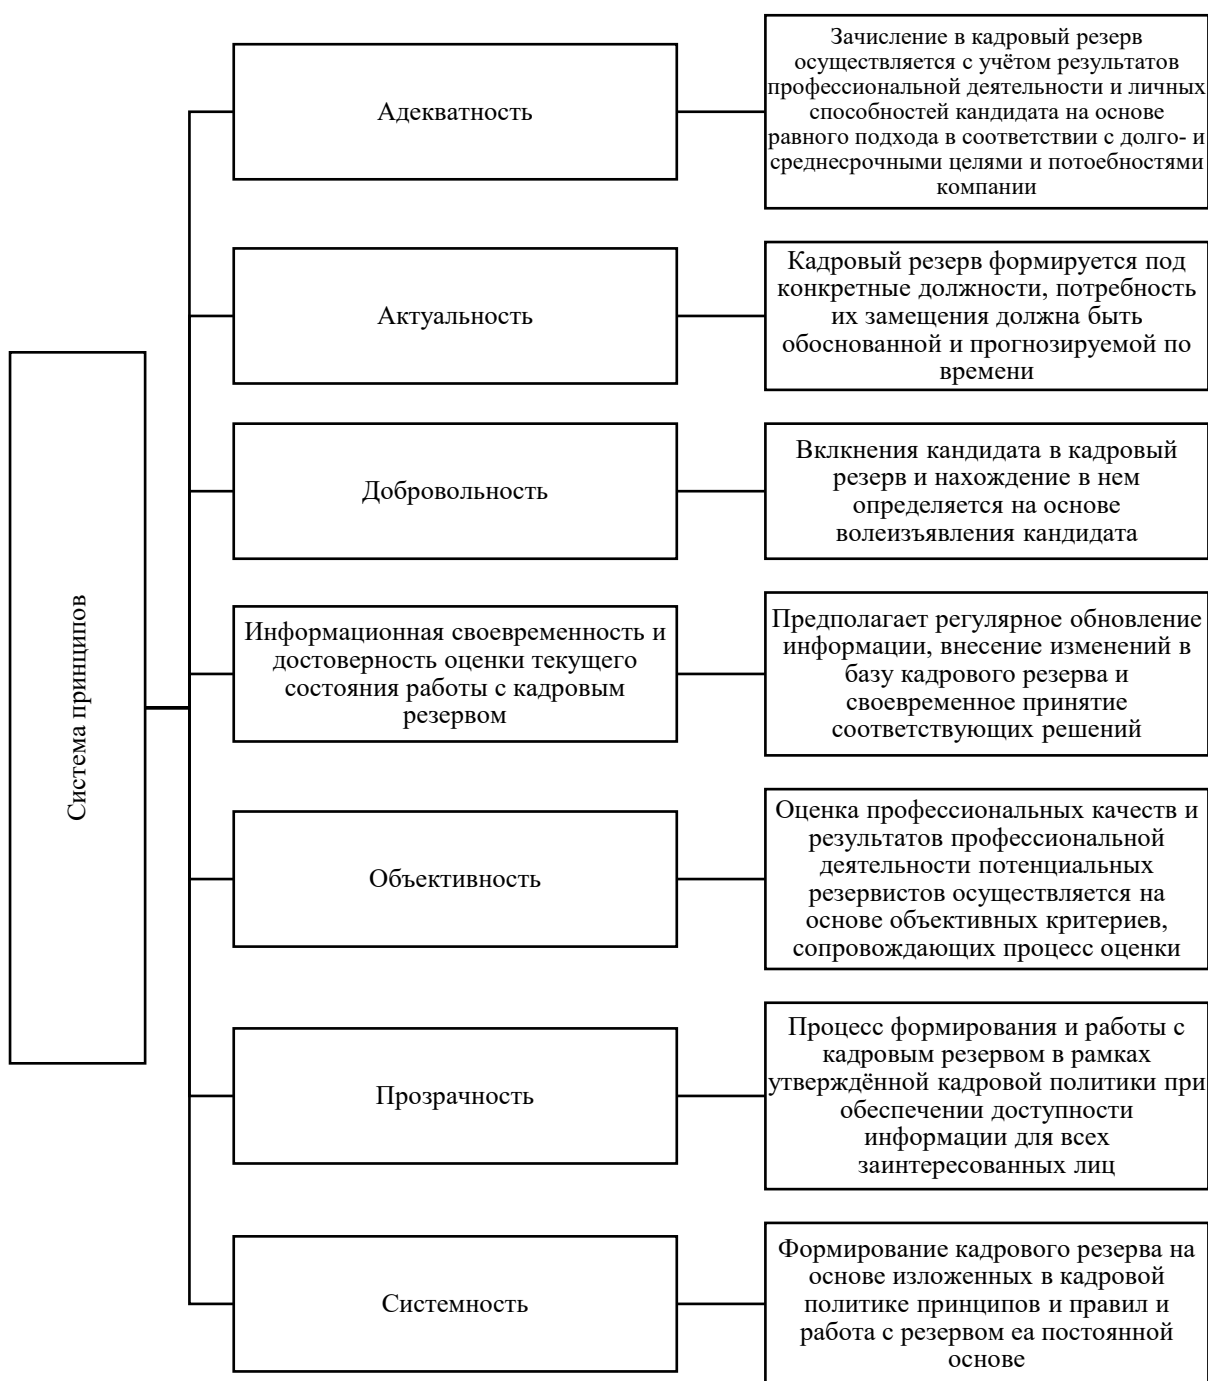 Система принципов
Адекватность
Зачисление в кадровый резерв
осуществляется с учётом результатов
профессиональной деятельности и личных
способностей кандидата на основе
равного подхода в соответствии с долго- и
среднесрочными целями и потоебностями
компании
Актуальность
Кадровый резерв формируется под
конкретные должности, потребность
их замещения должна быть
обоснованной и прогнозируемой по
времени
Добровольность
Вклкнения кандидата в кадровый
резерв и нахождение в нем
определяется на основе
волеизъявления кандидата
Информационная своевременность и
достоверность оценки текущего
состояния работы с кадровым
резервом
Предполагает регулярное обновление
информации, внесение изменений в
базу кадрового резерва и
своевременное принятие
соответствующих решений
Объективность
Оценка профессиональных качеств и
результатов профессиональной
деятельности потенциальных
резервистов осуществляется на
основе объективных критериев,
сопровождающих процесс оценки
Прозрачность
Процесс формирования и работы с
кадровым резервом в рамках
утверждённой кадровой политики при
обеспечении доступности
информации для всех
заинтересованных лиц
Системность
Формирование кадрового резерва на
основе изложенных в кадровой
политике принципов и правил и
работа с резервом еа постоянной
основе